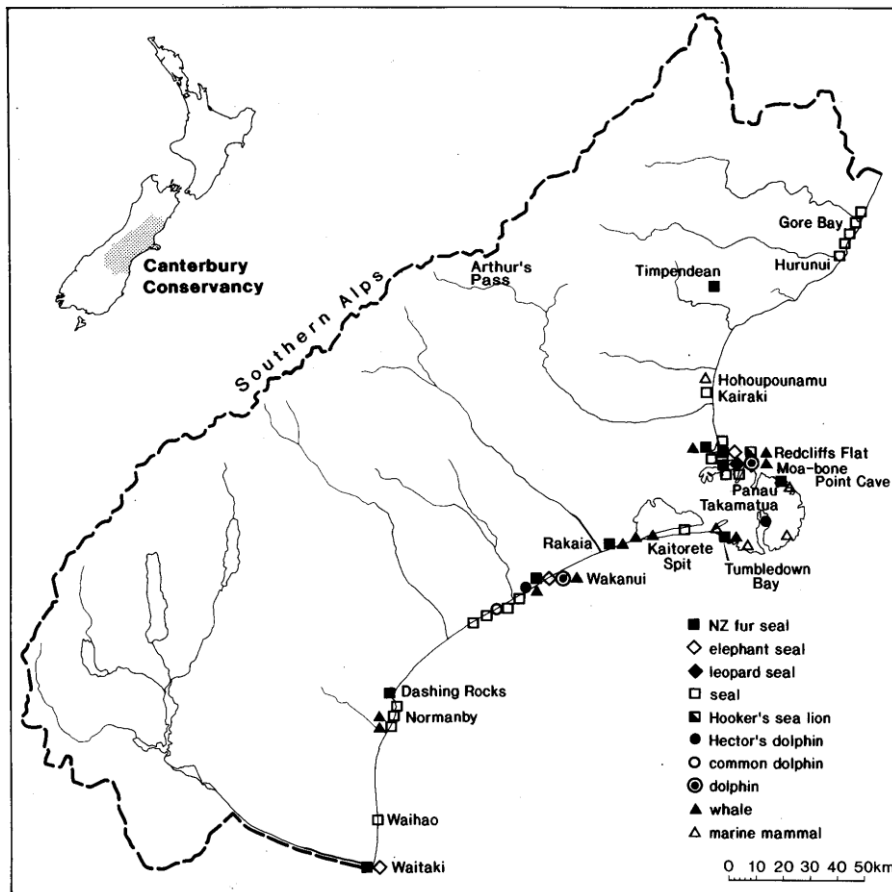 Canterbury
Conservancy
Southern Alps
Arthur's
Pass
Gore Bay
Hurunui
Timpendean
Hohoupounamu
Kairaki
Redcliffs Flat
Moa-bone
Point Cave
Panau
Takamatua
Rakaia
Kaitorete
Spit
Tumbledown
Bay
Wakanui
Dashing Rocks
Normanby
Waihao
Waitaki
NZ fur seal
elephant seal
leopard seal
seal
Hooker's sea lion
Hector's dolphin
common dolphin
dolphin
whale
marine mammal
0 10 20 30 40 50km